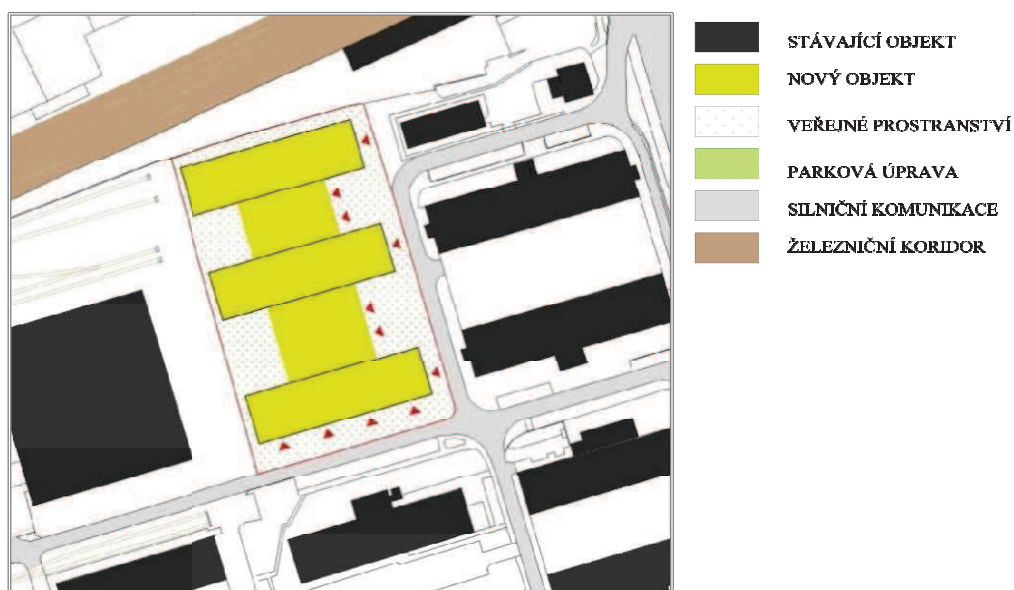 STÁVAJÍCÍ OBJEKT
NOVÝ OBJEKT
VEŘEJNÉ PROSTRANSTVÍ
PARKOVÁ ÚPRAVA
SILNIČNÍ KOMUNIKACE
ŽELEZNIČNÍ KORIDOR